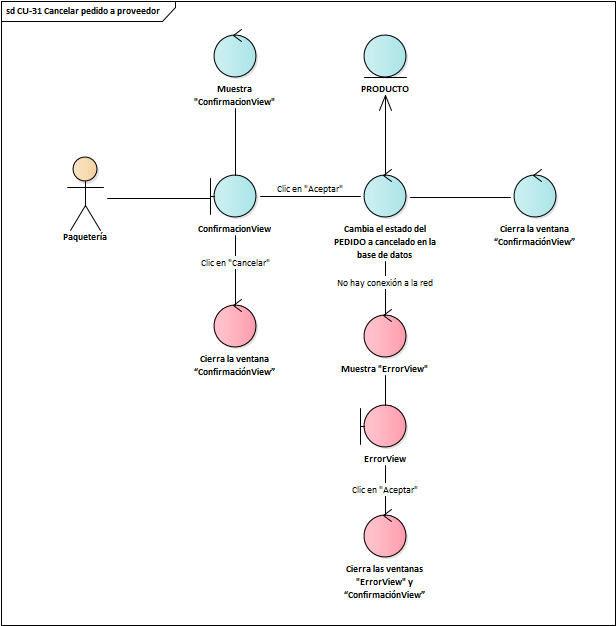 sd CU-31 Cancelar pedido a proveedor
Muestra
"ConfirmacionView"
PRODUCTO
Paquetería
ConfirmacionView
Clic en "Aceptar"
Cambia el estado del
PEDIDO a cancelado en la
base de datos
Cierra la ventana
“ConfirmaciónView”
Clic en "Cancelar"
No hay conexión a la red
Cierra la ventana
“ConfirmaciónView”
Muestra "ErrorView"
ErrorView
Clic en "Aceptar"
Cierra las ventanas
"ErrorView" y
“ConfirmaciónView”